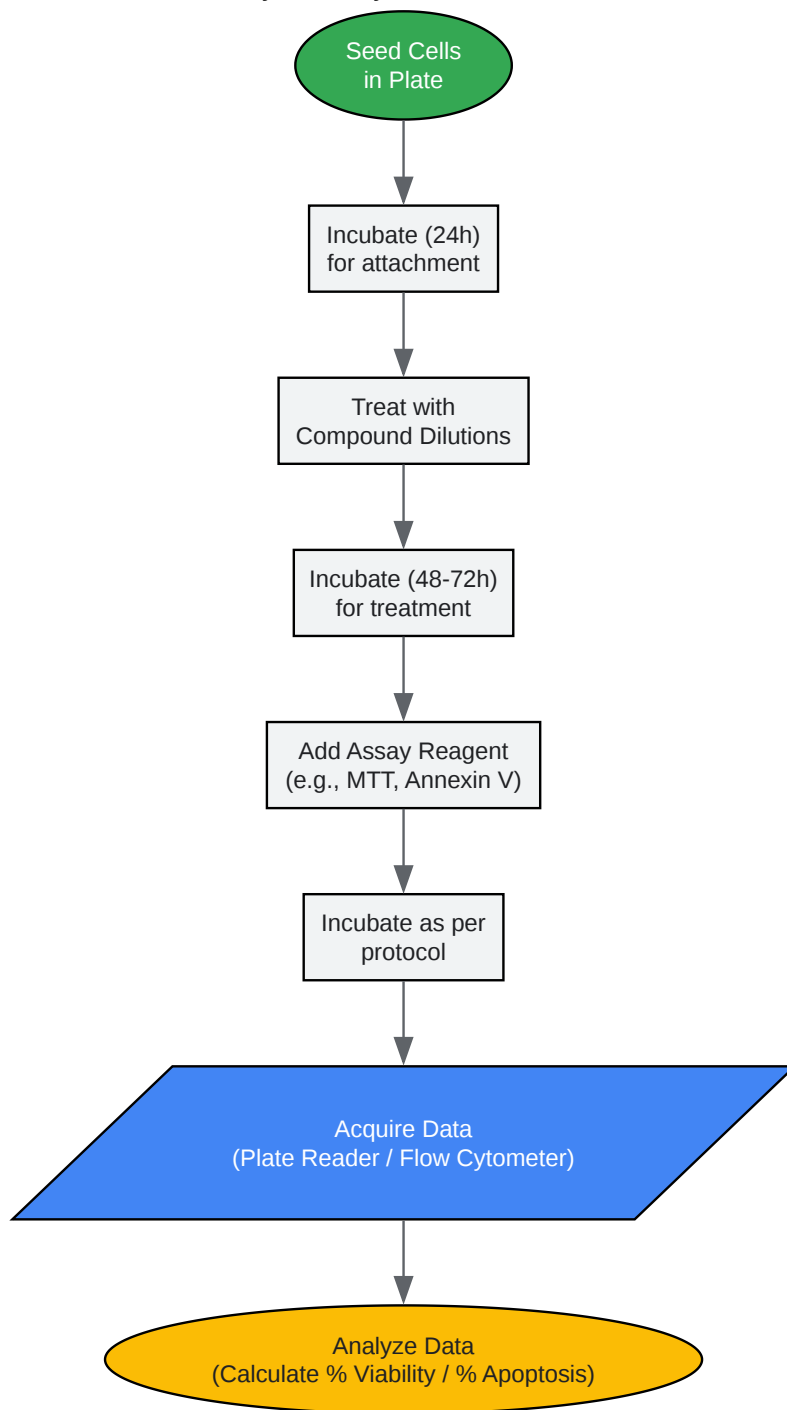 Seed Cells
in Plate
Incubate (24h)
for attachment
Treat with
Compound Dilutions
Incubate (48-72h)
for treatment
Add Assay Reagent
(e.g., MTT, Annexin V)
Incubate as per
protocol
Acquire Data
(Plate Reader / Flow Cytometer)
Analyze Data
(Calculate % Viability / % Apoptosis)